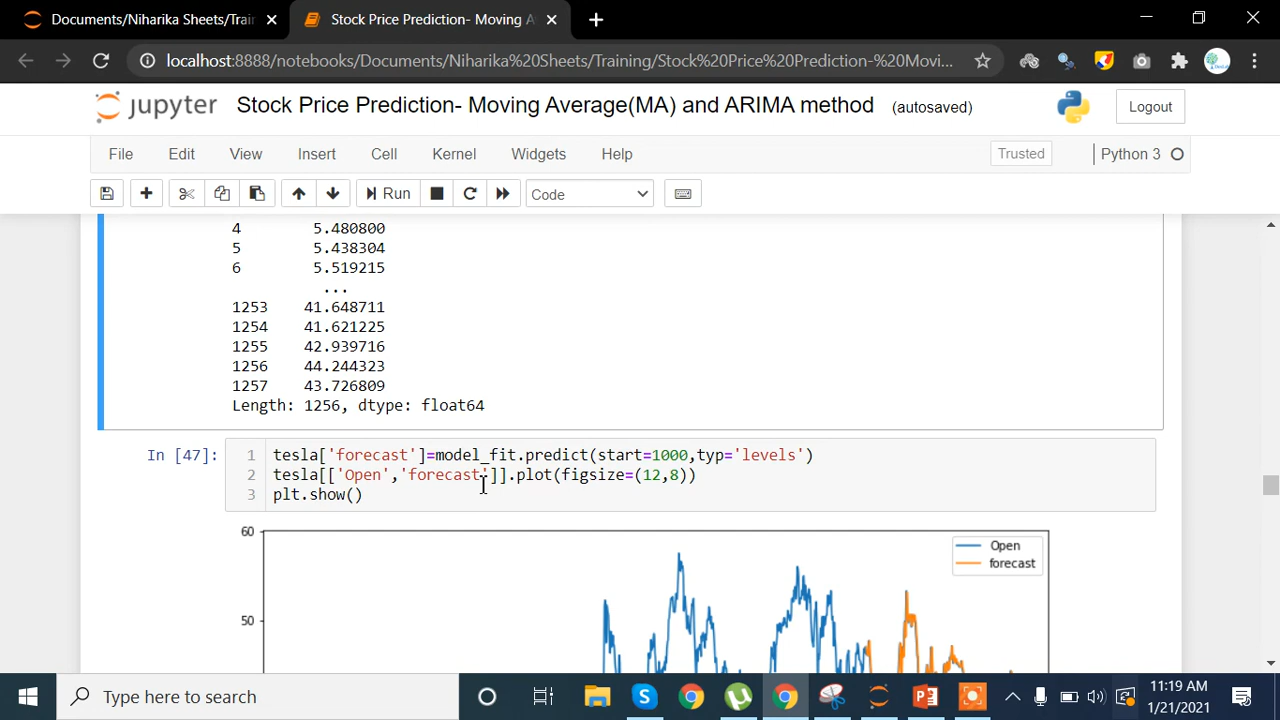 Documents/Niharika Sheets/Trai
Stock Price Prediction- Moving A
localhost:8888/notebooks/Documents/Niharika%20Sheets/Training/Stock%20Price%20Prediction-%20Movi...
jupyter Stock Price Prediction- Moving Average(MA) and ARIMA method (autosaved) Logout
File Edit View Insert Cell Kernel Widgets Help Trusted Python 3
Run Code
4 5.480800
5 5.438304
6 5.519215
...
1253 41.648711
1254 41.621225
1255 42.939716
1256 44.244323
1257 43.726809
Length: 1256, dtype: float64
In [47]: 1 tesla['forecast']=model_fit.predict(start=1000,typ='levels')
2 tesla[['Open','forecast']].plot(figsize=(12,8))
3 plt.show()
60
Open
forecast
50
Type here to search
11:19 AM
1/21/2021